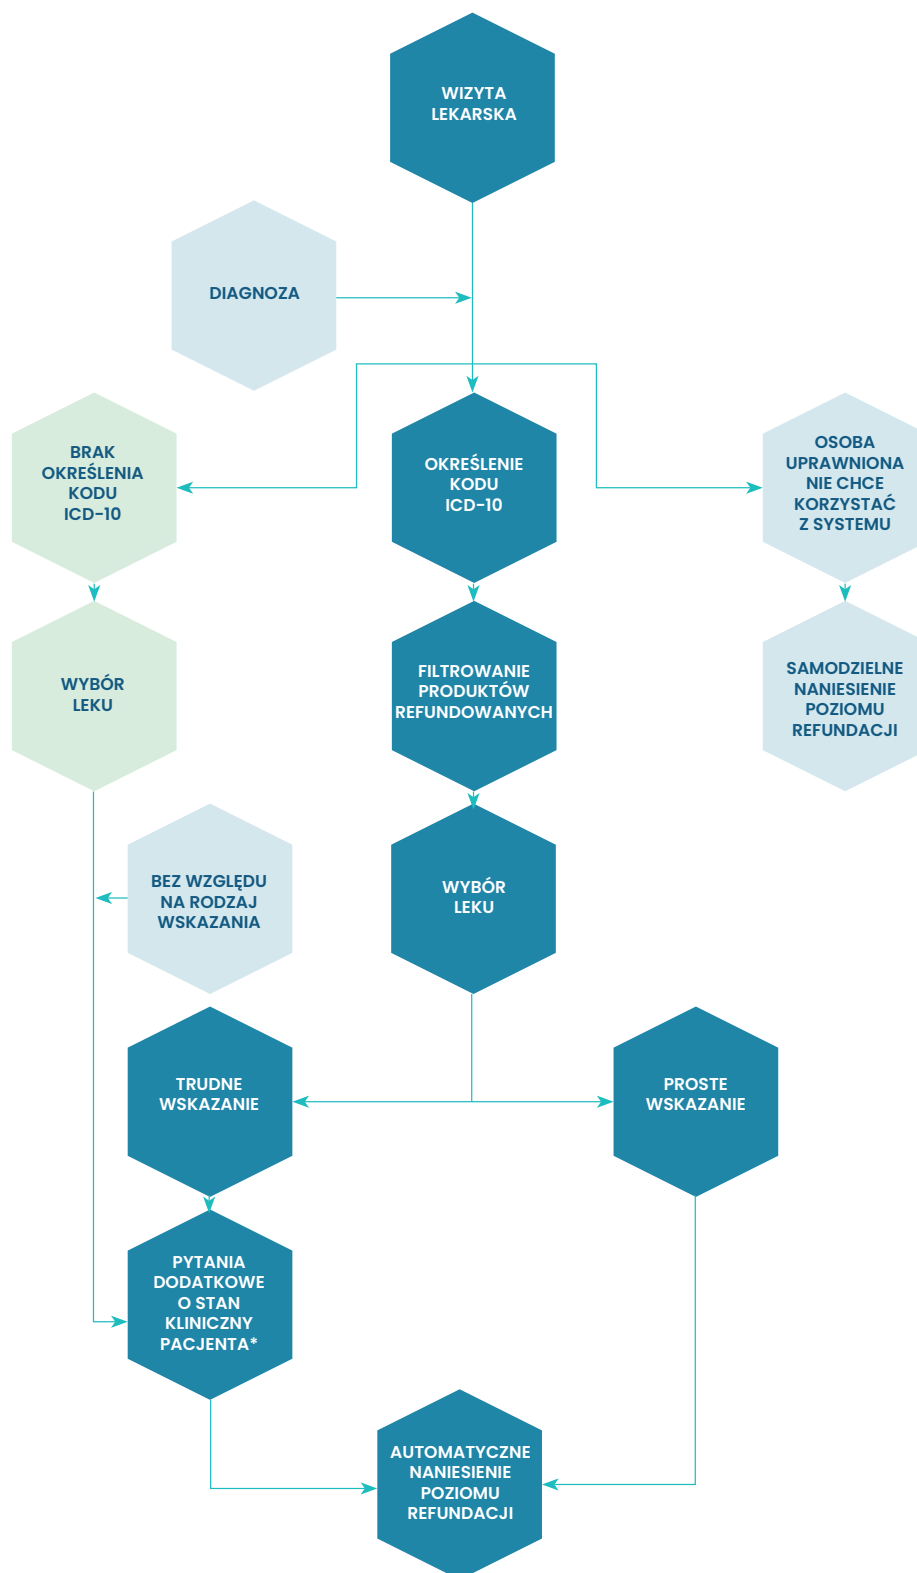 WIZYTA
LEKARSKA
DIAGNOZA
BRAK
OKREŚLENIA
KODU
ICD-10
OKREŚLENIE
KODU
ICD-10
OSOBA
UPRAWNIONA
NIE CHCE
KORZYSTAĆ
Z SYSTEMU
WYBÓR
LEKU
FILTROWANIE
PRODUKTÓW
REFUNDOWANYCH
SAMODZIELNE
NANIESIENIE
POZIOMU
REFUNDACJI
BEZ WZGLĘDU
NA RODZAJ
WSKAZANIA
WYBÓR
LEKU
TRUDNE
WSKAZANIE
PROSTE
WSKAZANIE
PYTANIA
DODATKOWE
O STAN
KLINICZNY
PACJENTA*
AUTOMATYCZNE
NANIESIENIE
POZIOMU
REFUNDACJI